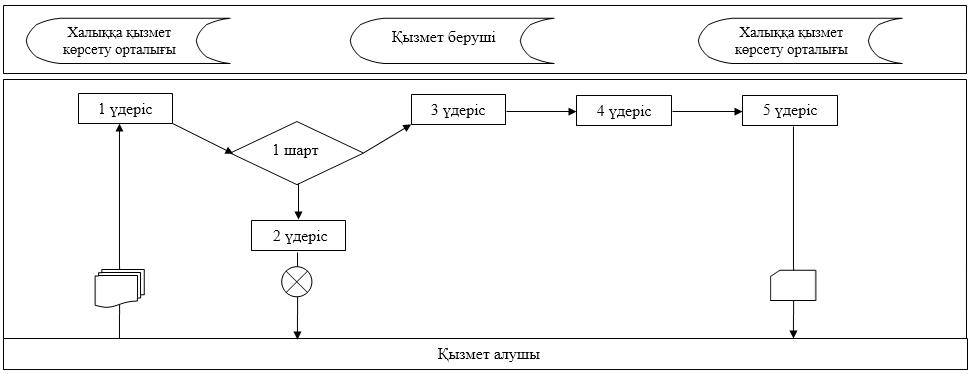 Халыққа қызмет
көрсету орталығы
Қызмет беруші
Халыққа қызмет
көрсету орталығы
1 үдеріс
3 үдеріс
4 үдеріс
5 үдеріс
1 шарт
2 үдеріс
Қызмет алушы